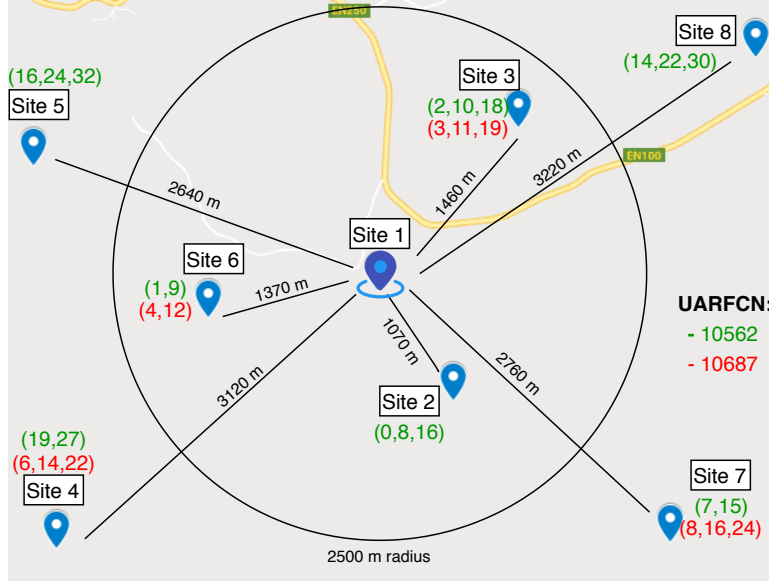 EN250
Site 8
(14,22,30)
Site 3
(2,10,18)
(3,11,19)
(16,24,32)
Site 5
EN100
3220 m
1460 m
2640 m
Site 1
Site 6
(1,9)
(4,12)
1370 m
UARFCN:
- 10562
- 10687
1070 m
2760 m
3120 m
Site 2
(0,8,16)
(19,27)
(6,14,22)
Site 4
Site 7
(7,15)
(8,16,24)
2500 m radius